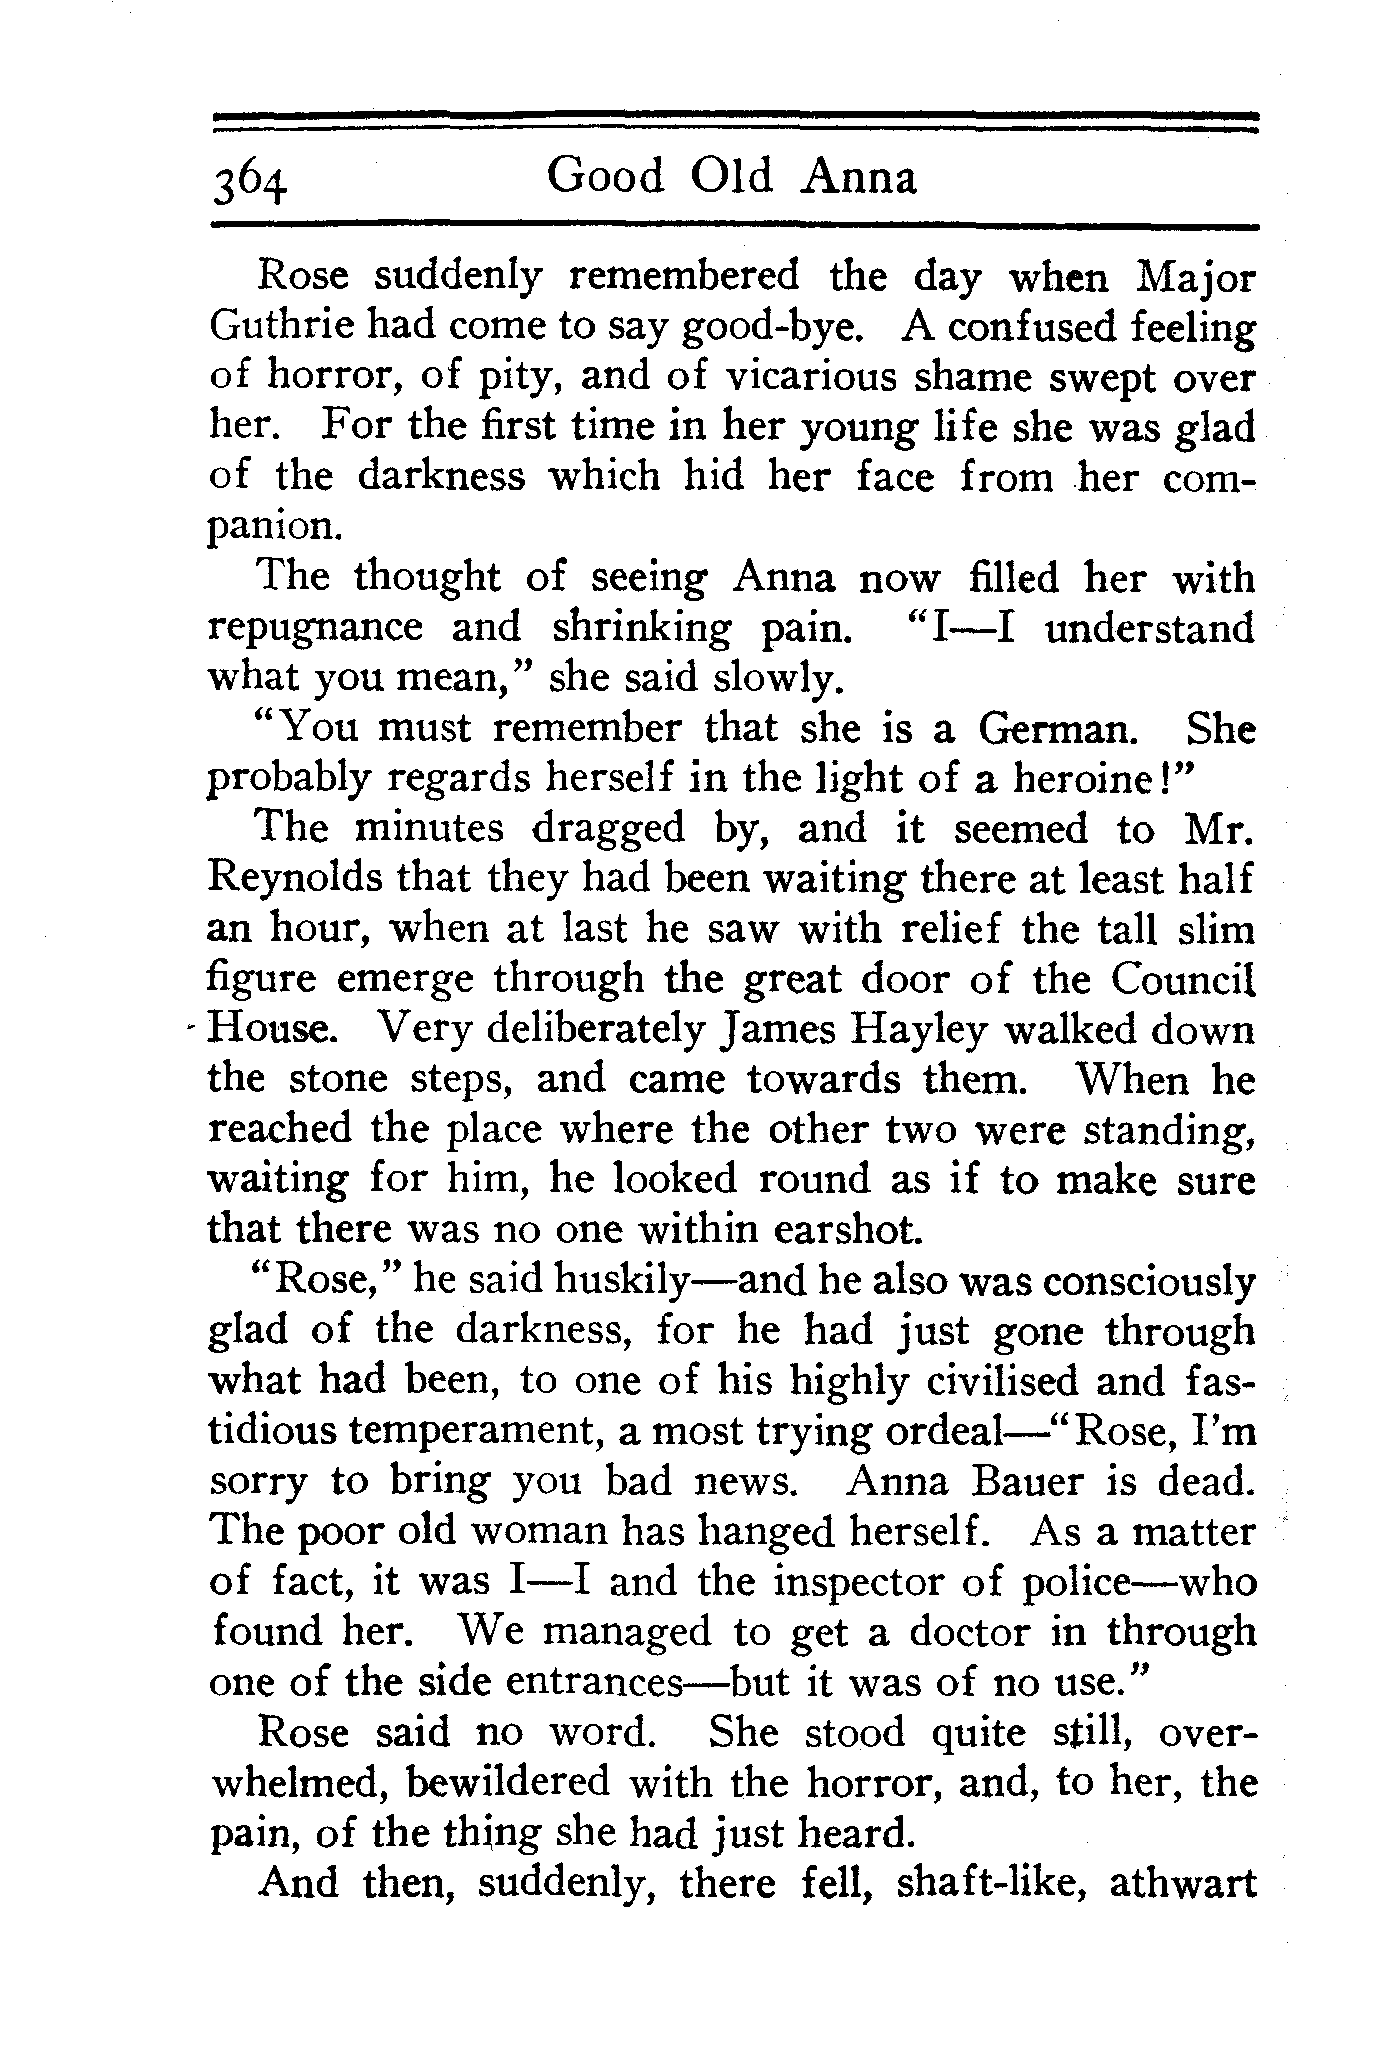 364 Good Old Anna
Rose suddenly remembered the day when Major
Guthrie had come to say good-bye. A confused feeling
of horror, of pity, and of vicarious shame swept over
her. For the first time in her young life she was glad
of the darkness which hid her face from her com-
panion.
The thought of seeing Anna now filled her with
repugnance and shrinking pain. "I—I understand
what you mean," she said slowly.
"You must remember that she is a German. She
probably regards herself in the light of a heroine!"
The minutes dragged by, and it seemed to Mr.
Reynolds that they had been waiting there at least half
an hour, when at last he saw with relief the tall slim
figure emerge through the great door of the Council
House. Very deliberately James Hayley walked down
the stone steps, and came towards them. When he
reached the place where the other two were standing,
waiting for him, he looked round as if to make sure
that there was no one within earshot.
"Rose," he said huskily—and he also was consciously
glad of the darkness, for he had just gone through
what had been, to one of his highly civilised and fas-
tidious temperament, a most trying ordeal—"Rose, I'm
sorry to bring you bad news. Anna Bauer is dead.
The poor old woman has hanged herself. As a matter
of fact, it was I—I and the inspector of police—who
found her. We managed to get a doctor in through
one of the side entrances—but it was of no use."
Rose said no word. She stood quite still, over-
whelmed, bewildered with the horror, and, to her, the
pain, of the thing she had just heard.
And then, suddenly, there fell, shaft-like, athwart